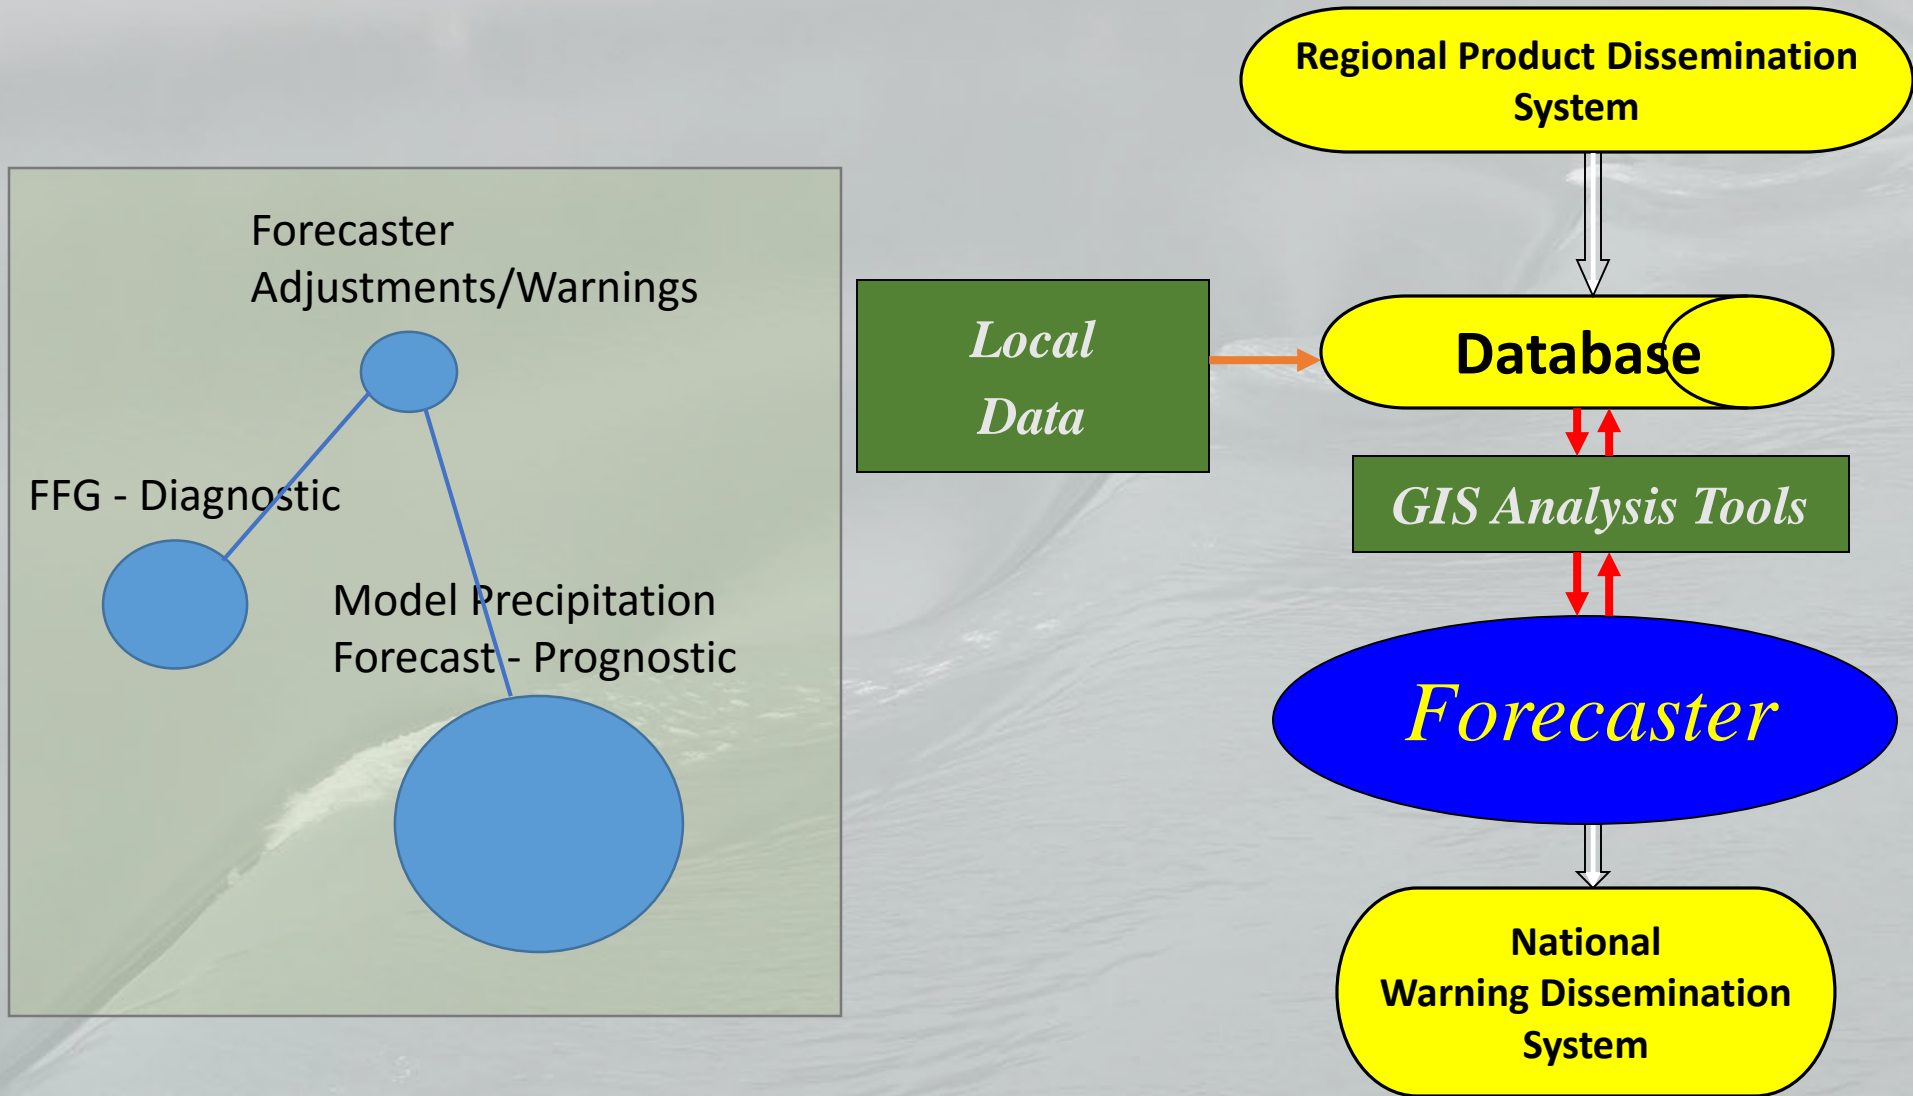 Regional Product Dissemination
System
Forecaster
Adjustments/Warnings
FFG - Diagnostic
Model Precipitation
Forecast - Prognostic
Local
Data
Database
GIS Analysis Tools
Forecaster
National
Warning Dissemination
System